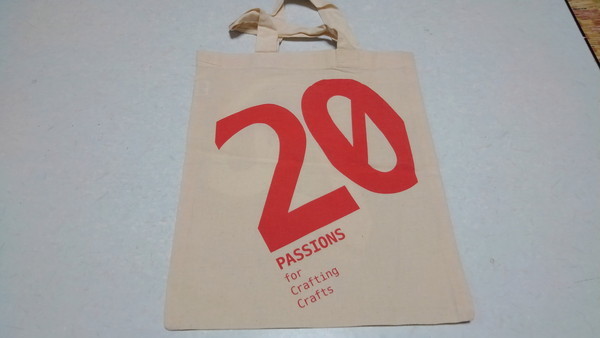 20
PASSIONS
for
Crafting
Crafts